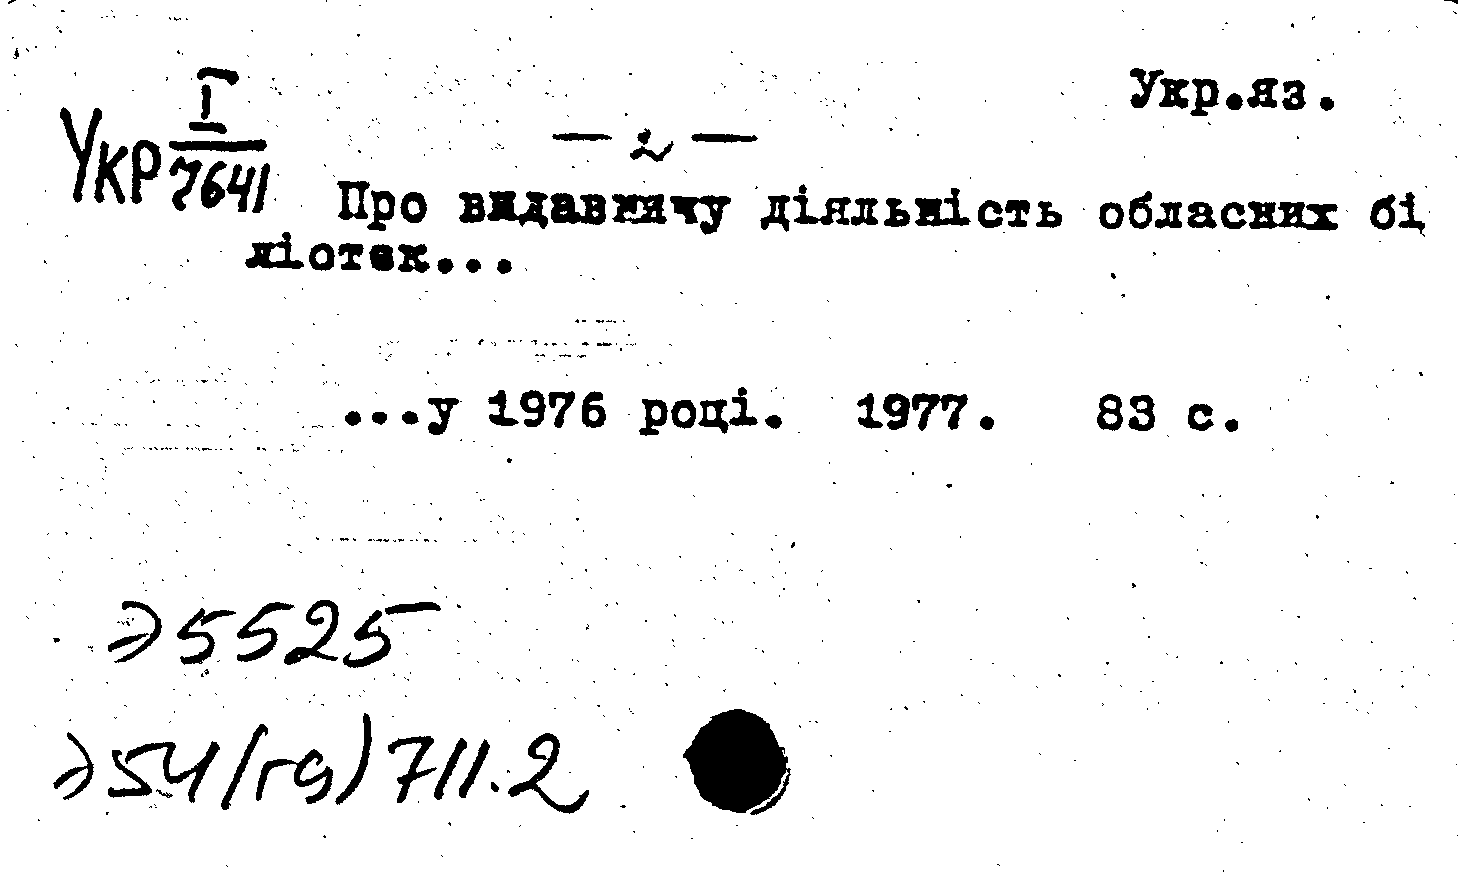 Укр.яз.
Укр I
7641
— 2 —
Про видавничу діяльність обласних бі
ліотек...
...у 1976 році. 1977. 83 с.
Э5525
Э54/(г9)711.2